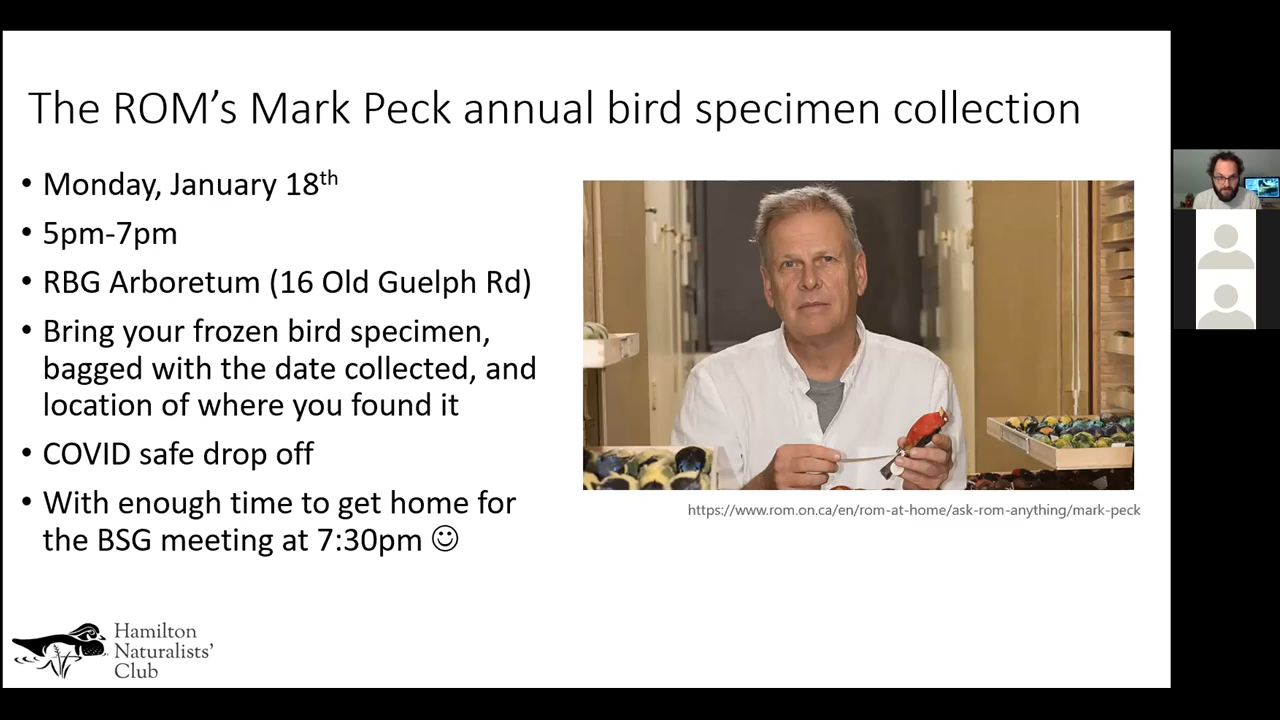 The ROM’s Mark Peck annual bird specimen collection
• Monday, January 18th
• 5pm-7pm
• RBG Arboretum (16 Old Guelph Rd)
• Bring your frozen bird specimen,
bagged with the date collected, and
location of where you found it
• COVID safe drop off
• With enough time to get home for
the BSG meeting at 7:30pm ☺
https://www.rom.on.ca/en/rom-at-home/ask-rom-anything/mark-peck
Hamilton
Naturalists’
Club